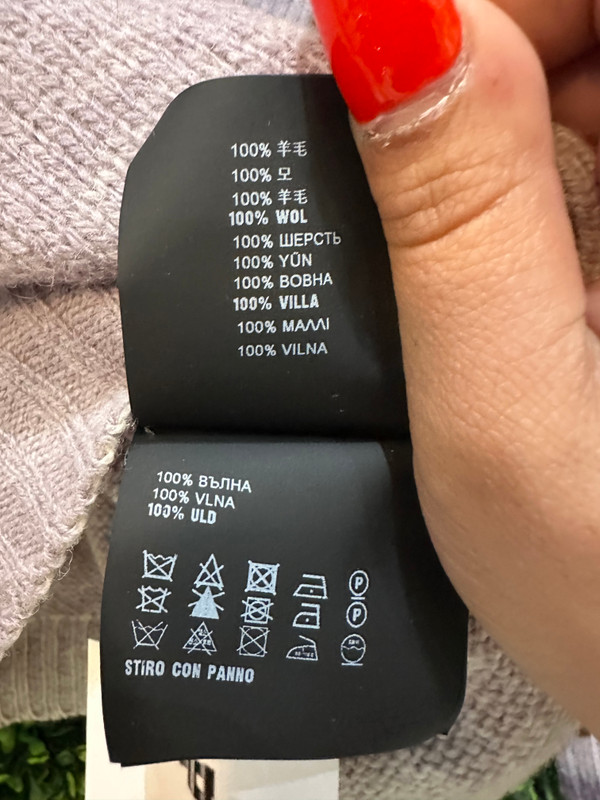 100% 羊毛
100% 모
100% 羊毛
100% WOL
100% ШЕРСТЬ
100% YŪN
100% ВОВНА
100% VILLA
100% ΜΑΛΛΙ
100% VILNA
100% ВЪЛНА
100% VLNA
100% ULD
P
P
STiRO CON PANNO